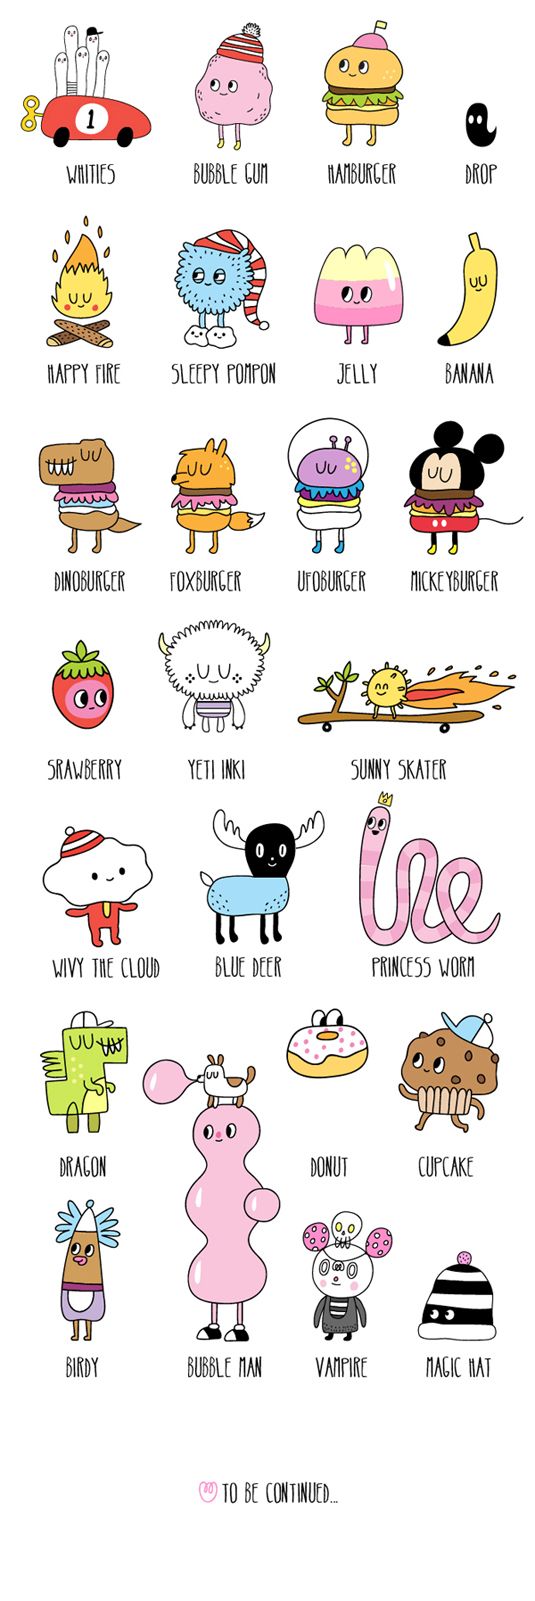 1
WHITIES BUBBLE GUM HAMBURGER DROP
HAPPY FIRE SLEEPY POMPON JELLY BANANA
DINOBURGER FOXBURGER UFOBURGER MICKEYBURGER
SRAWBERRY YETI INKI SUNNY SKATER
WIVY THE CLOUD BLUE DEER PRINCESS WORM
DRAGON DONUT CUPCAKE
BIRDY BUBBLE MAN VAMPIRE MAGIC HAT
TO BE CONTINUED...